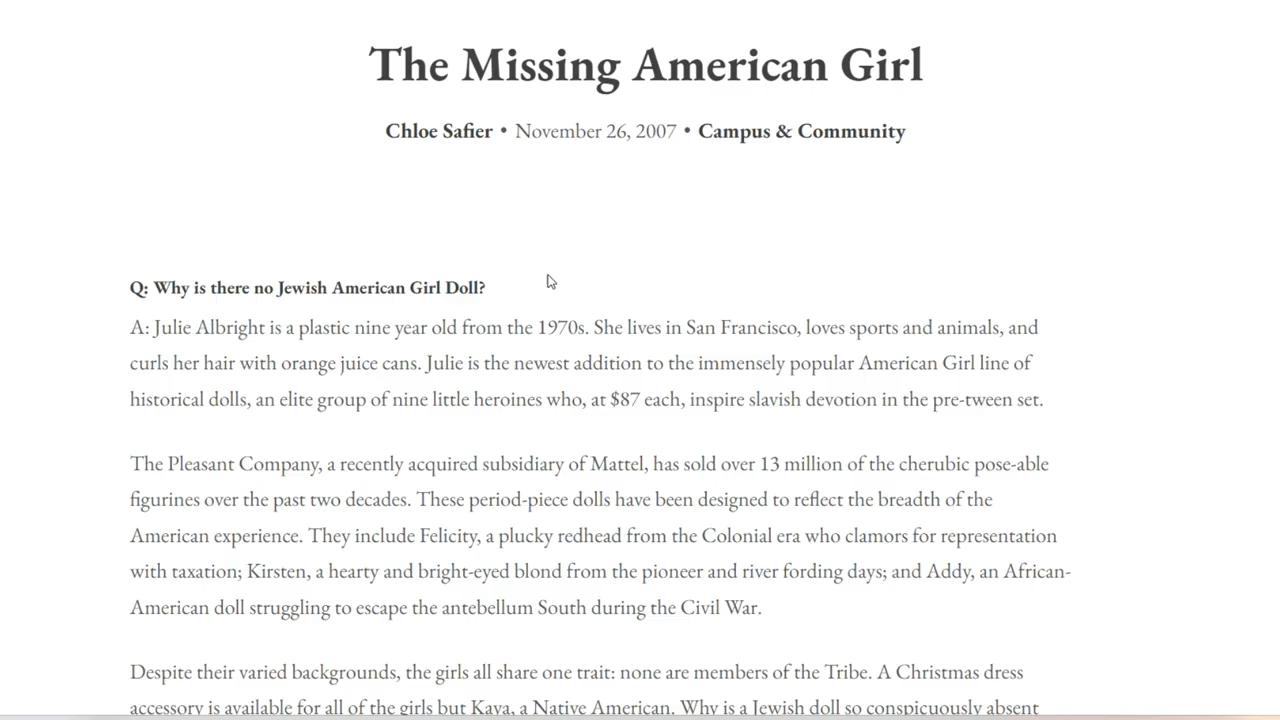 The Missing American Girl
Chloe Safier • November 26, 2007 • Campus & Community
Q: Why is there no Jewish American Girl Doll?
A: Julie Albright is a plastic nine year old from the 1970s. She lives in San Francisco, loves sports and animals, and
curls her hair with orange juice cans. Julie is the newest addition to the immensely popular American Girl line of
historical dolls, an elite group of nine little heroines who, at $87 each, inspire slavish devotion in the pre-tween set.
The Pleasant Company, a recently acquired subsidiary of Mattel, has sold over 13 million of the cherubic pose-able
figurines over the past two decades. These period-piece dolls have been designed to reflect the breadth of the
American experience. They include Felicity, a plucky redhead from the Colonial era who clamors for representation
with taxation; Kirsten, a hearty and bright-eyed blond from the pioneer and river fording days; and Addy, an African-
American doll struggling to escape the antebellum South during the Civil War.
Despite their varied backgrounds, the girls all share one trait: none are members of the Tribe. A Christmas dress
accessory is available for all of the girls but Kaya, a Native American. Why is a Jewish doll so conspicuously absent